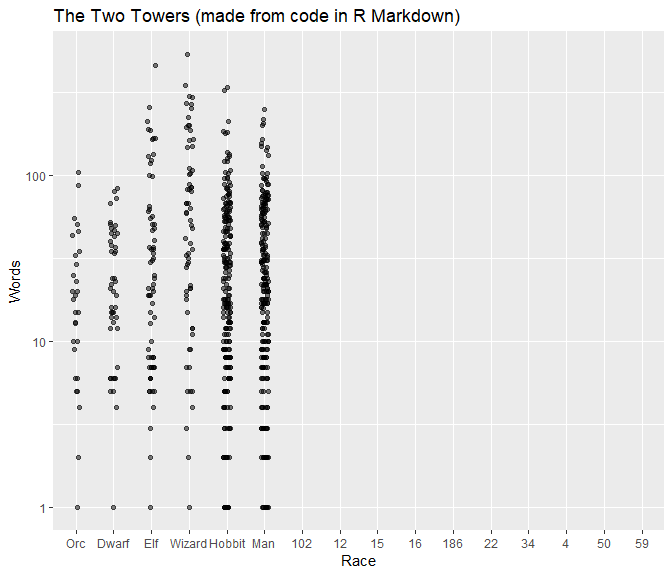 The Two Towers (made from code in R Markdown)
100
10
1
Words
Orc Dwarf Elf Wizard Hobbit Man 102 12 15 16 186 22 34 4 50 59
Race